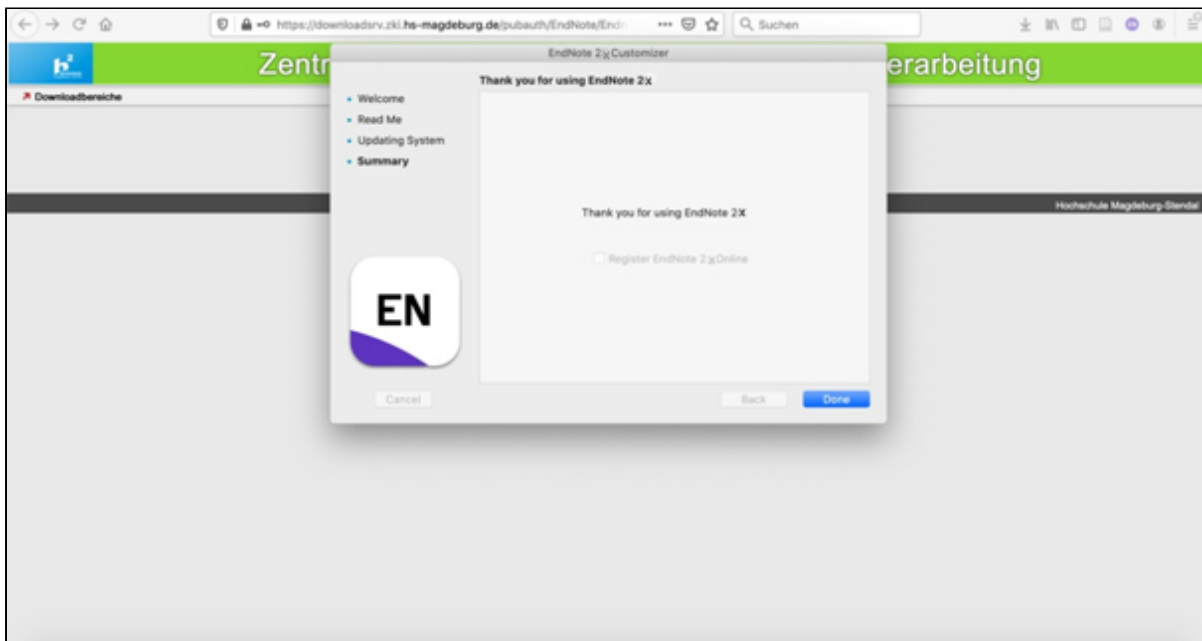 https://downloadsrv.zki.hs-magdeburg.de/pubauth/EndNote/Endn
Suchen
EndNote 2x Customizer
Zentr
erarbeitung
h²
Thank you for using EndNote 2x
Downloadbereiche
Welcome
Read Me
Updating System
Summary
Hochschule Magdeburg-Stendal
Thank you for using EndNote 2x
Register EndNote 2x Online
EN
Cancel
Back
Done